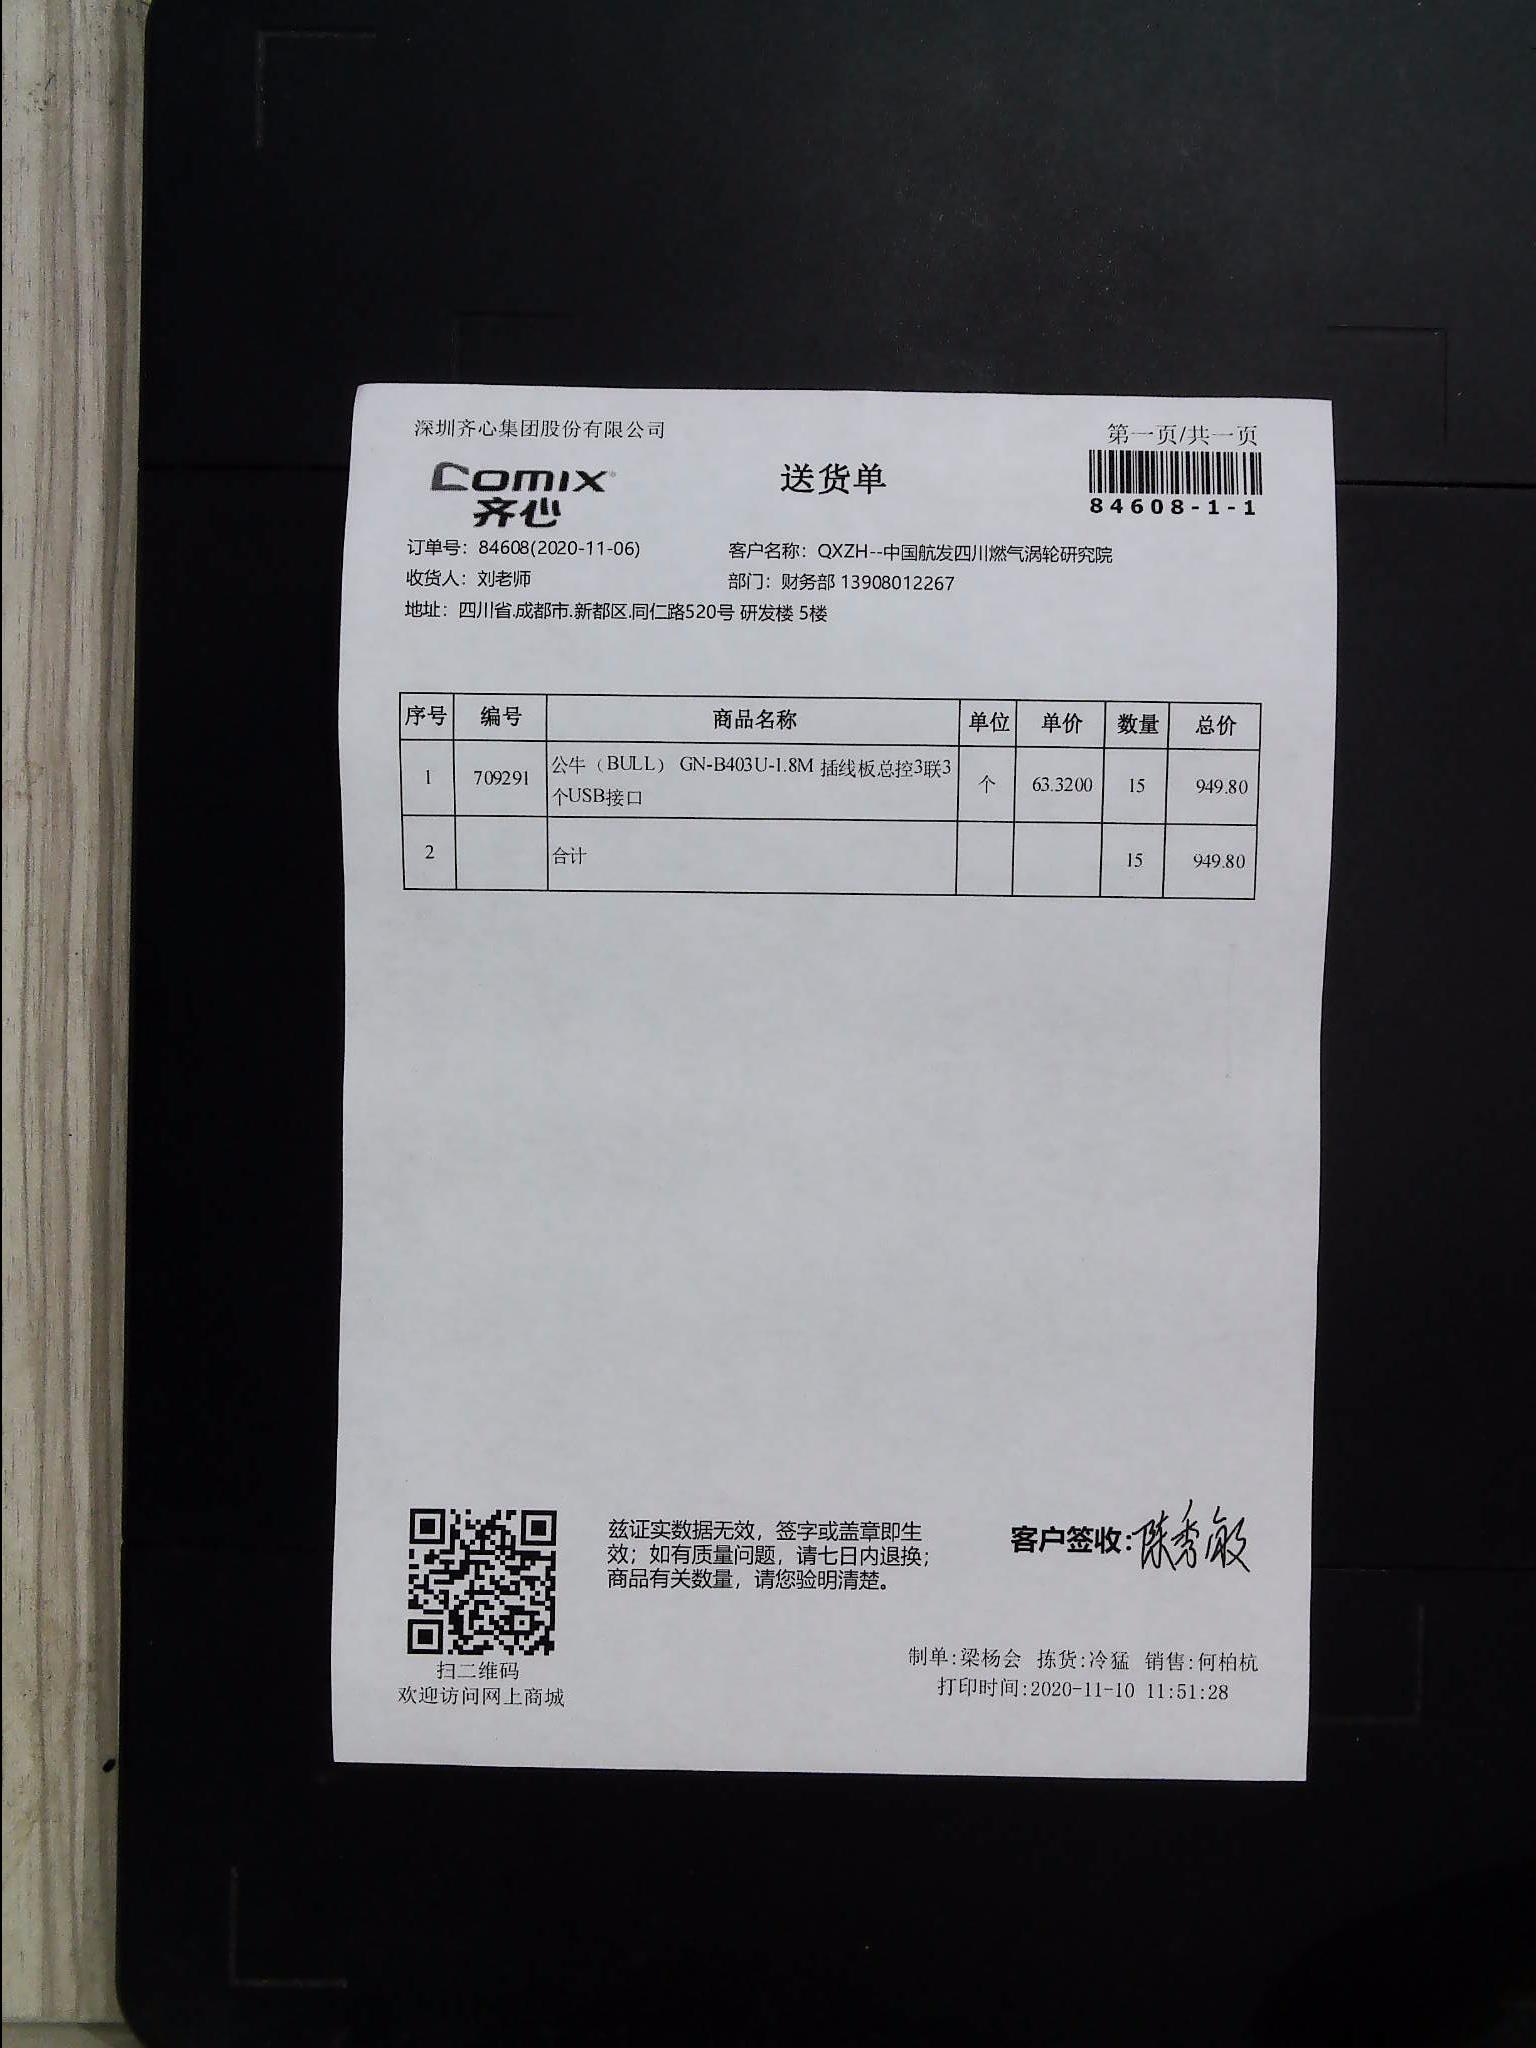 深圳齐心集团股份有限公司
第一页/共一页
comix
齐心
送货单
84608-1-1
订单号：84608(2020-11-06)
客户名称：QXZH--中国航发四川燃气涡轮研究院
收货人：刘老师
部门：财务部 13908012267
地址：四川省.成都市.新都区.同仁路520号 研发楼 5楼
序号 编号 商品名称 单位 单价 数量 总价
1 709291 公牛（BULL） GN-B403U-1.8M 插线板总控3联3 个 63.3200 15 949.80
个USB接口
2 合计 15 949.80
兹证实数据无效，签字或盖章即生
效；如有质量问题，请七日内退换；
商品有关数量，请您验明清楚。
客户签收：陈秀敏
扫二维码
欢迎访问网上商城
制单:梁杨会 拣货:冷猛 销售:何柏杭
打印时间:2020-11-10 11:51:28